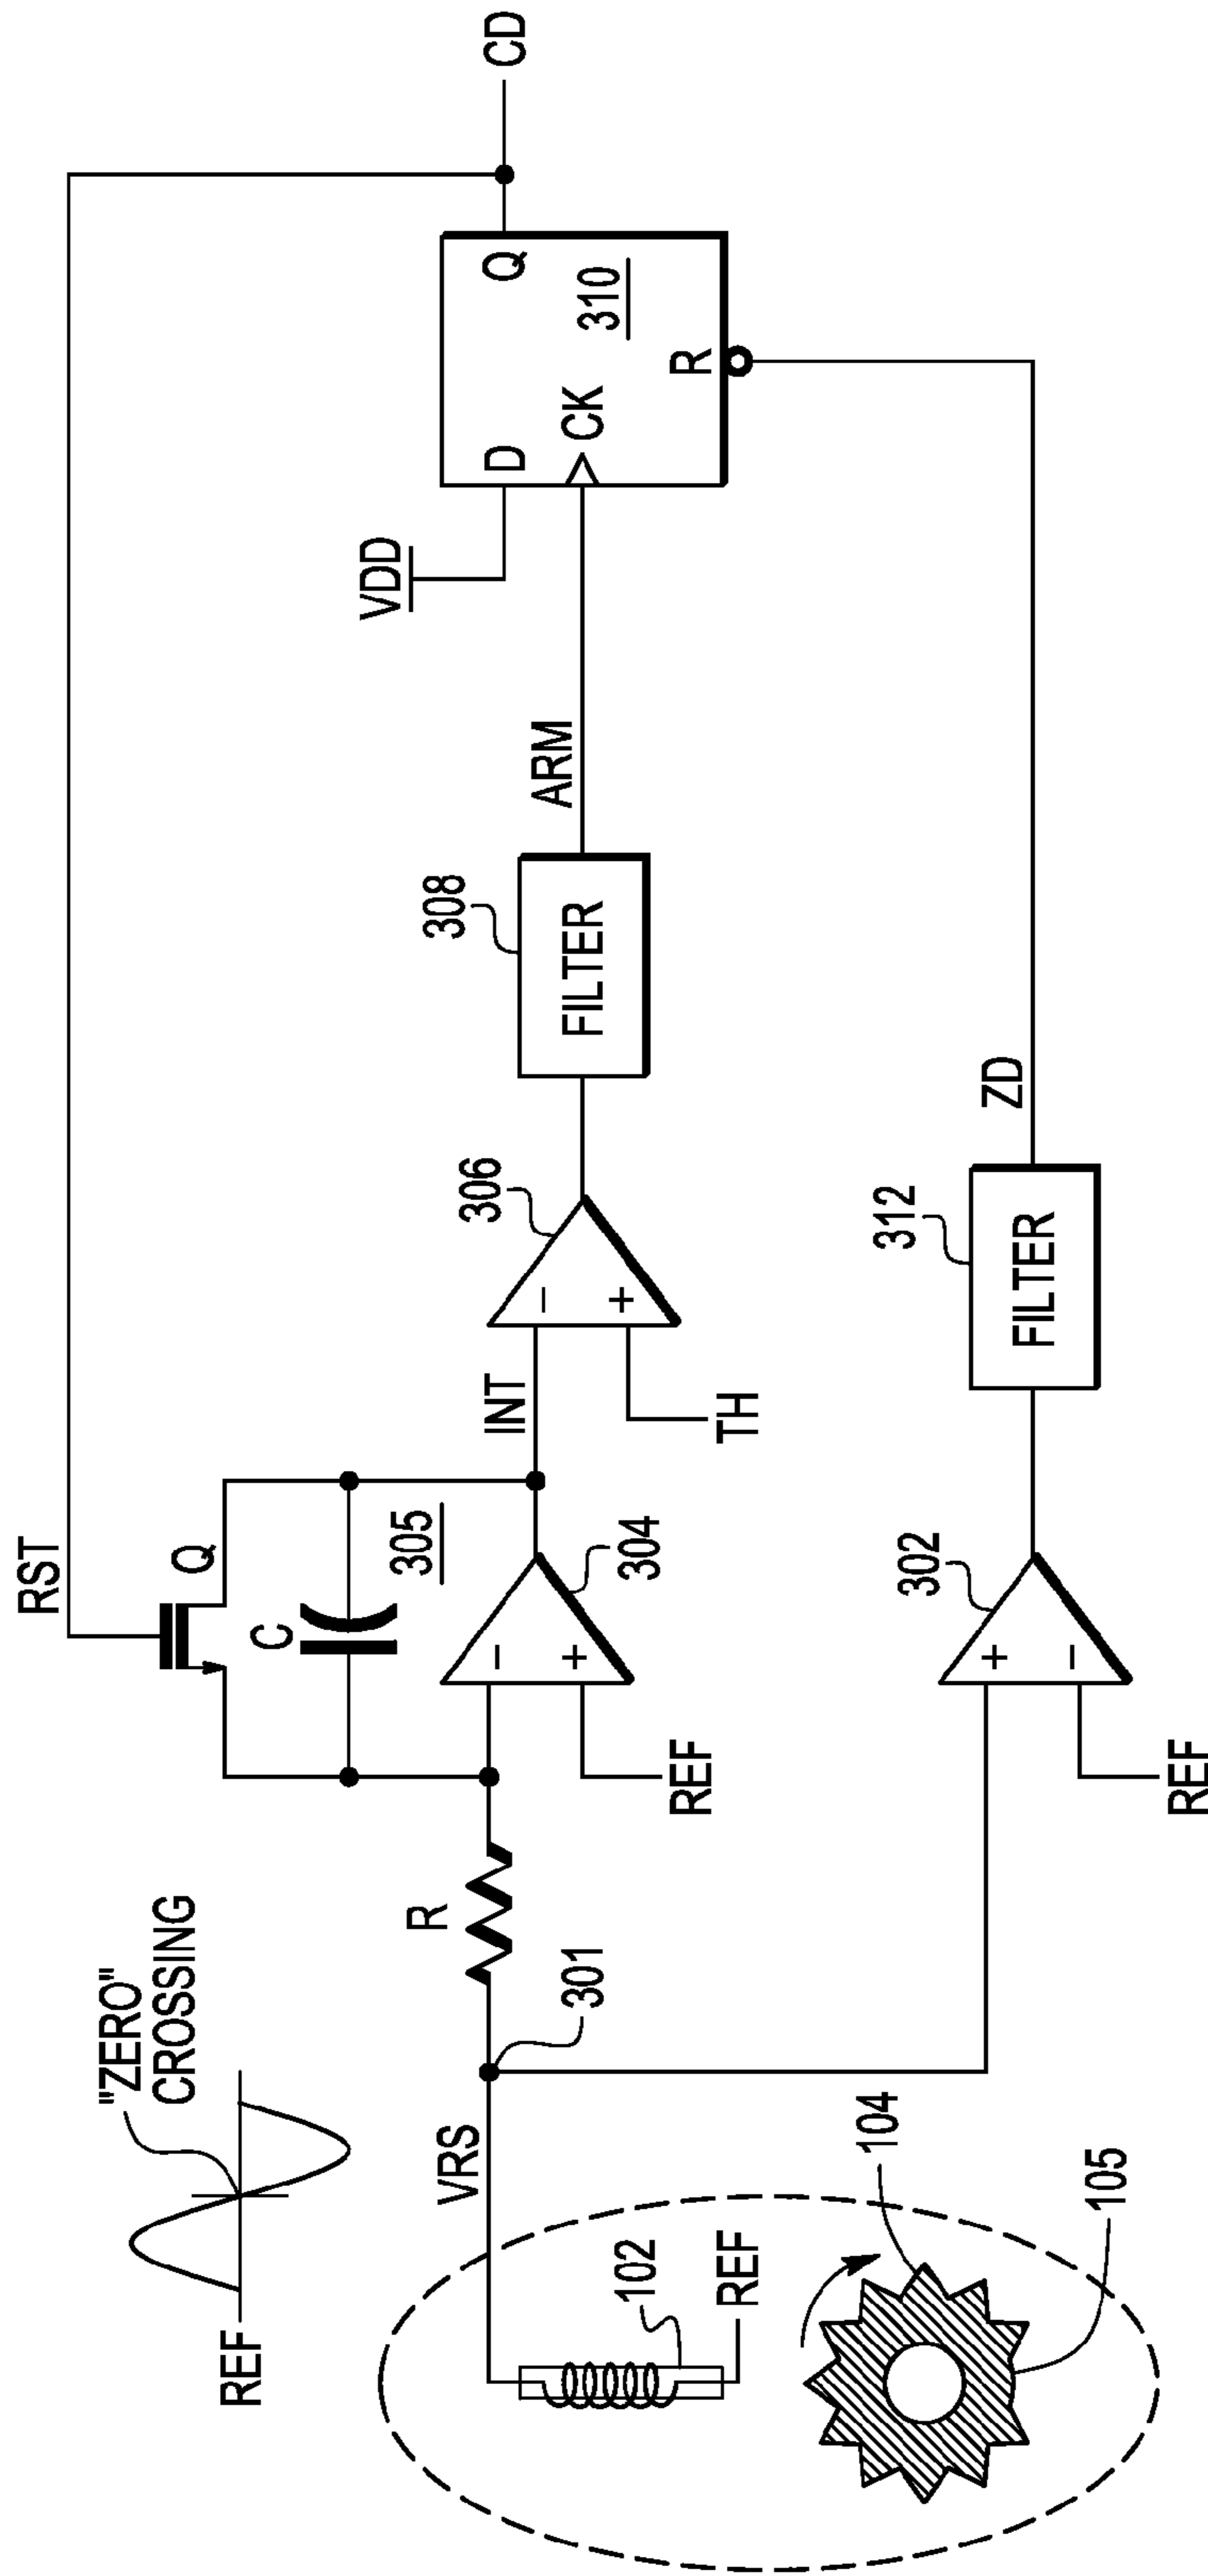 RST
Q
"ZERO"
CROSSING
REF
C
305
R
VRS
301
304
REF
INT
306
TH
308
FILTER
ARM
VDD
D
Q
CK
310
R
CD
102
REF
104
105
302
+
−
REF
312
FILTER
ZD
−
+
−
+